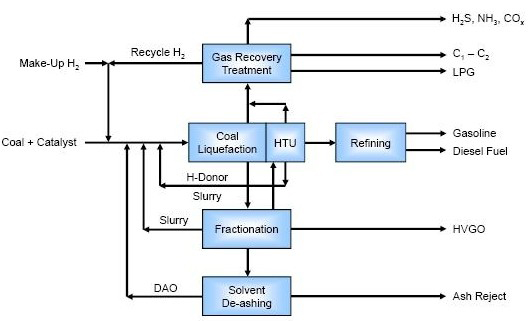 H₂S, NH₃, COₓ
Recycle H₂
Gas Recovery
Treatment
C₁ – C₂
Make-Up H₂
LPG
Coal + Catalyst
Coal
Liquefaction
HTU
Refining
Gasoline
Diesel Fuel
H-Donor
Slurry
Slurry
Fractionation
HVGO
DAO
Solvent
De-ashing
Ash Reject